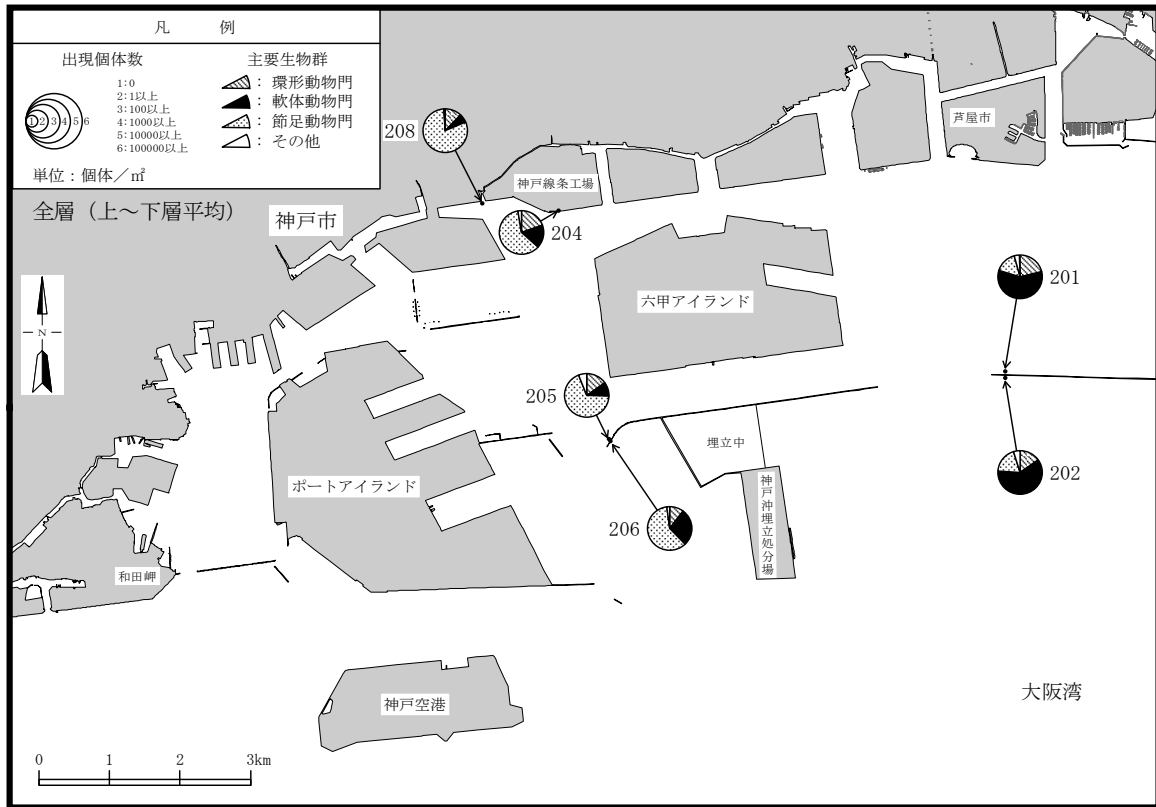 凡 例
出現個体数
主要生物群
1:0
2:1以上
3:100以上
4:1000以上
5:10000以上
6:100000以上
1 2 3 4 5 6
: 環形動物門
: 軟体動物門
: 節足動物門
: その他
単位：個体／㎡
全層（上～下層平均）
208
神戸市
神戸線条工場
204
芦屋市
N
六甲アイランド
201
205
埋立中
ポートアイランド
206
神戸沖埋立処分場
202
和田岬
神戸空港
大阪湾
0 1 2 3km